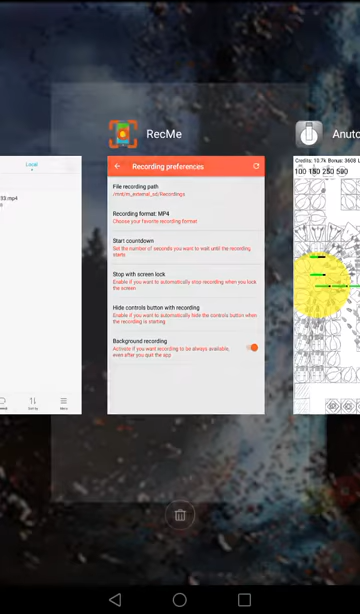 RecMe
Anuto
Local
33.mp4
Recording preferences
Credits: 10.7k Bonus: 3608
100 180 250 590
File recording path
/mnt/m_external_sd/Recordings
Recording format: MP4
Choose your favorite recording format
Start countdown
Set the number of seconds you want to wait until the recording
starts
Stop with screen lock
Enable if you want to automatically stop recording when you lock
the screen
Hide controls button with recording
Enable if you want to automatically hide the controls button when
the recording is starting
Background recording
Activate if you want recording to be always available,
even after you quit the app
Sort by
Menu